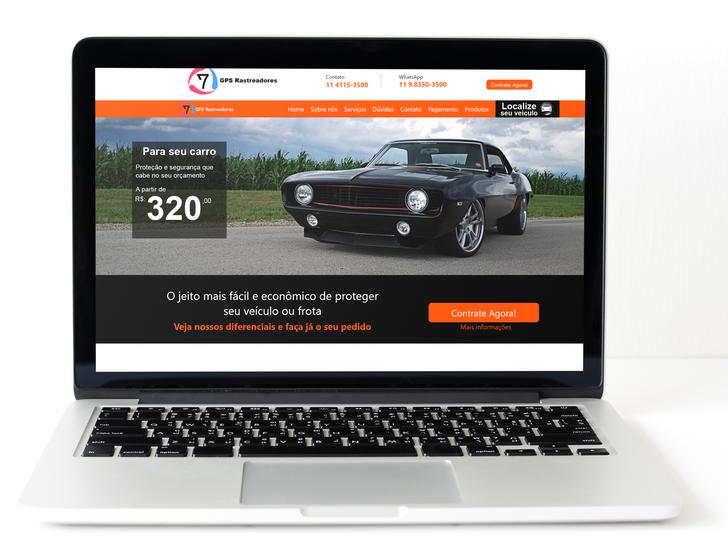 7 GPS Rastreadores
Contato
11 4115-3500
WhatsApp
11 9.8350-3500
Contrate Agora!
7 GPS Rastreadores
Home Sobre nós Serviços Dúvidas Contato Pagamento Produtos
Localize
seu veículo
Para seu carro
Proteção e segurança que
cabe no seu orçamento
A partir de
R$: 320,00
O jeito mais fácil e econômico de proteger
seu veículo ou frota
Veja nossos diferenciais e faça já o seu pedido
Contrate Agora!
Mais informações